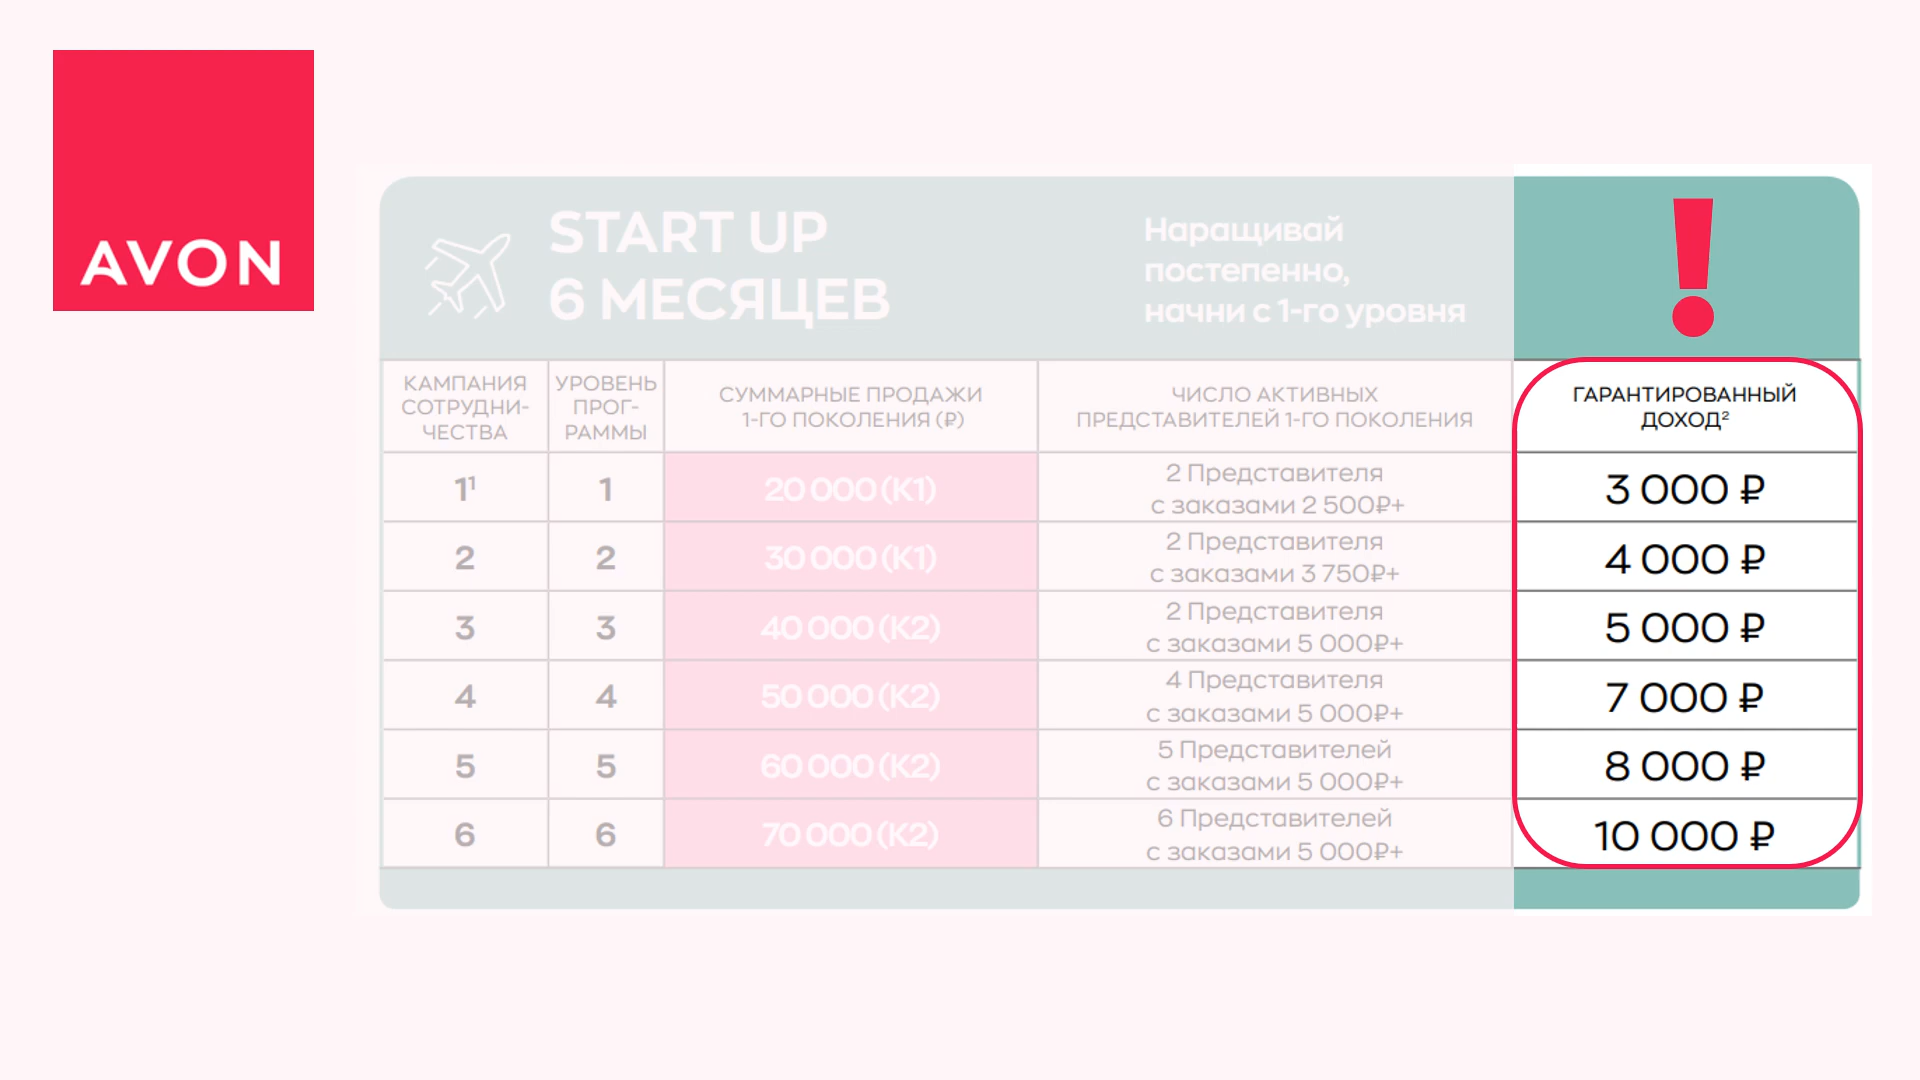 AVON
START UP
6 МЕСЯЦЕВ
Наращивай
постепенно,
начни с 1-го уровня
!
КАМПАНИЯ
СОТРУДНИ-
ЧЕСТВА
УРОВЕНЬ
ПРОГ-
РАММЫ
СУММАРНЫЕ ПРОДАЖИ
1-ГО ПОКОЛЕНИЯ (₽)
ЧИСЛО АКТИВНЫХ
ПРЕДСТАВИТЕЛЕЙ 1-ГО ПОКОЛЕНИЯ
ГАРАНТИРОВАННЫЙ
ДОХОД²
1¹
1
20 000 (К1)
2 Представителя
с заказами 2 500₽+
3 000 ₽
2
2
30 000 (К1)
2 Представителя
с заказами 3 750₽+
4 000 ₽
3
3
40 000 (К2)
2 Представителя
с заказами 5 000₽+
5 000 ₽
4
4
50 000 (К2)
4 Представителя
с заказами 5 000₽+
7 000 ₽
5
5
60 000 (К2)
5 Представителей
с заказами 5 000₽+
8 000 ₽
6
6
70 000 (К2)
6 Представителей
с заказами 5 000₽+
10 000 ₽